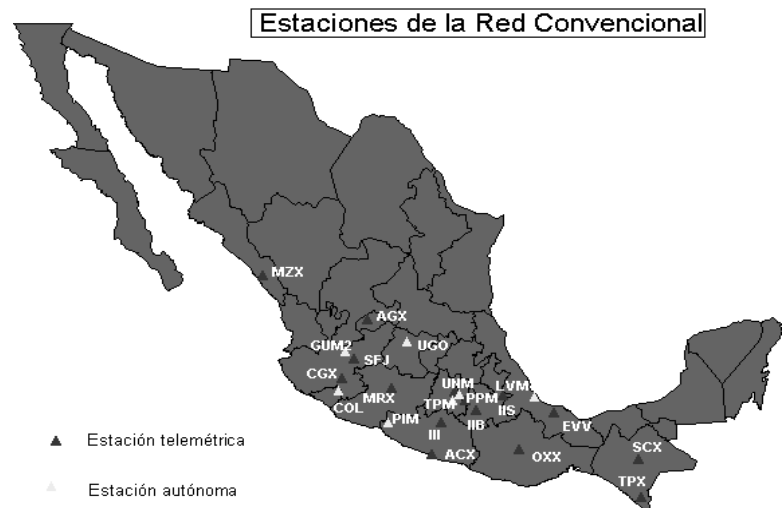 Estaciones de la Red Convencional
MZX
AGX
GUM2
UGO
SFJ
CGX
UNM
LVM
MRX
TPM
PPM
COL
IIS
PIM
III
IIB
EVV
ACX
OXX
SCX
TPX
Estación telemétrica
Estación autónoma